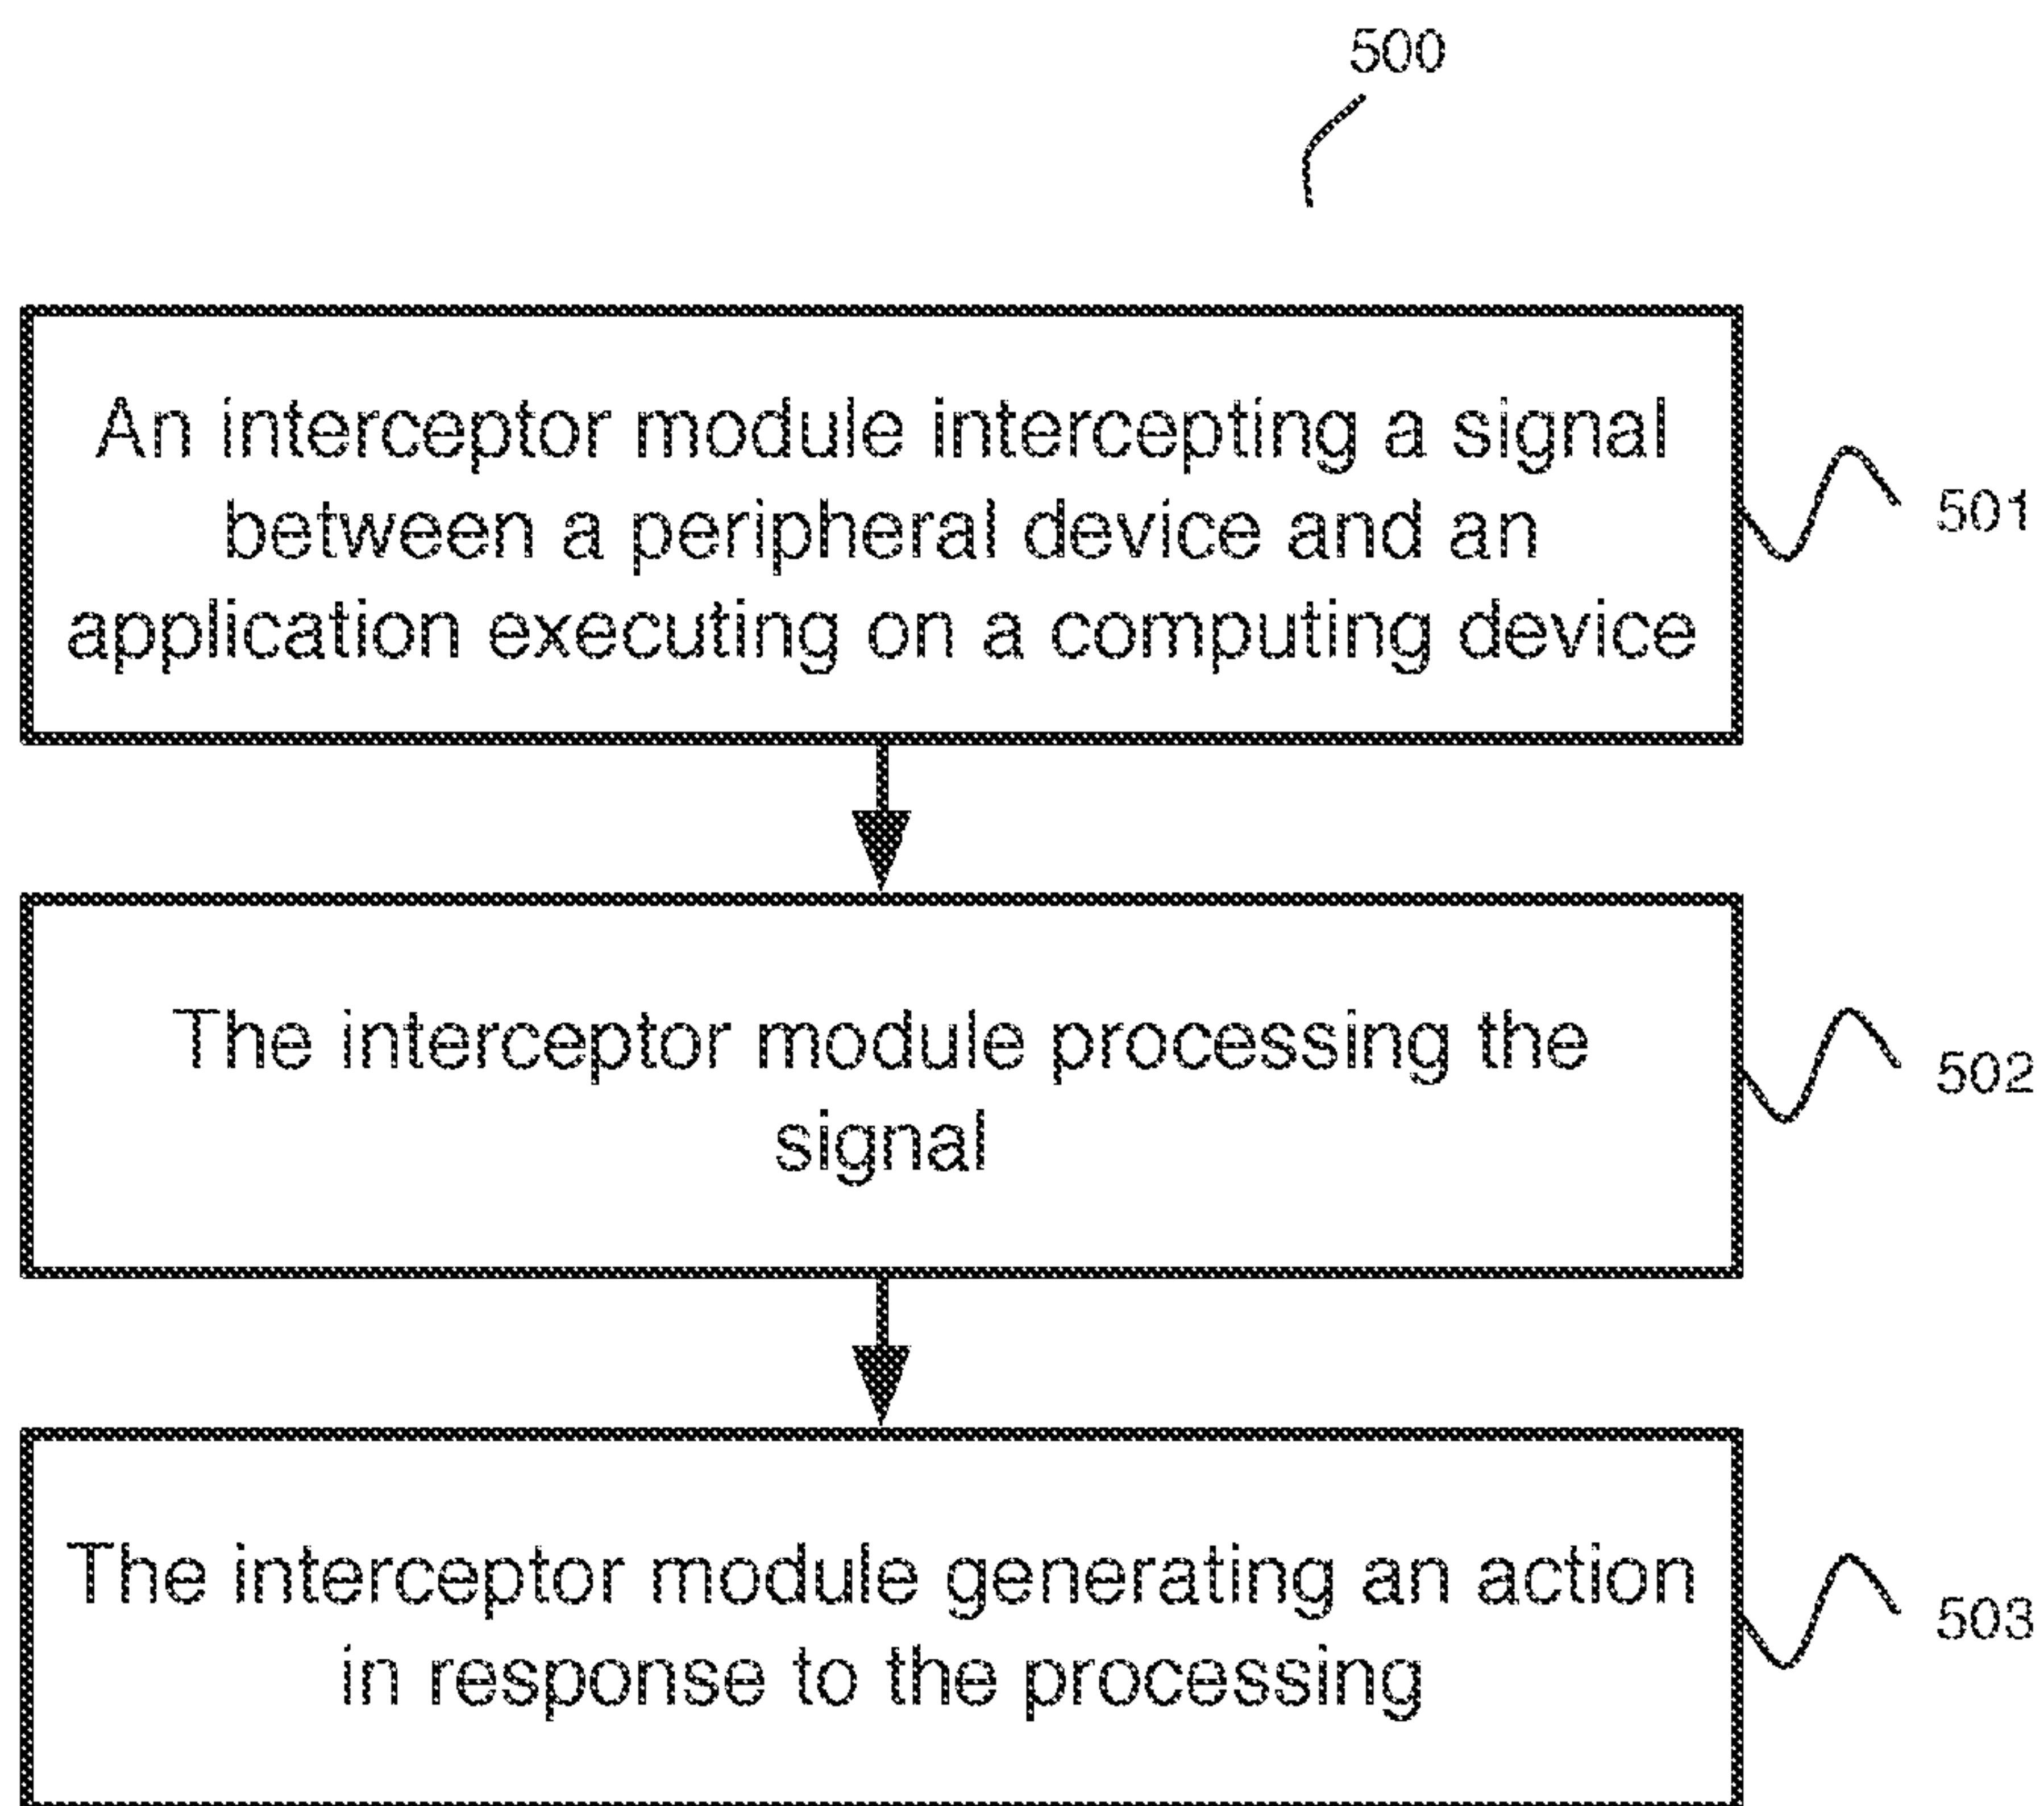 500
An interceptor module intercepting a signal
between a peripheral device and an
application executing on a computing device
501
The interceptor module processing the
signal
502
The interceptor module generating an action
in response to the processing
503